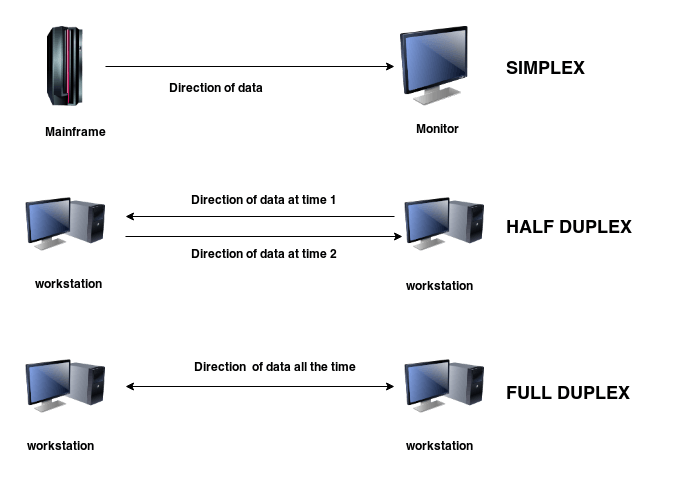 SIMPLEX
Direction of data
Mainframe
Monitor
Direction of data at time 1
HALF DUPLEX
Direction of data at time 2
workstation
workstation
Direction  of data all the time
FULL DUPLEX
workstation
workstation